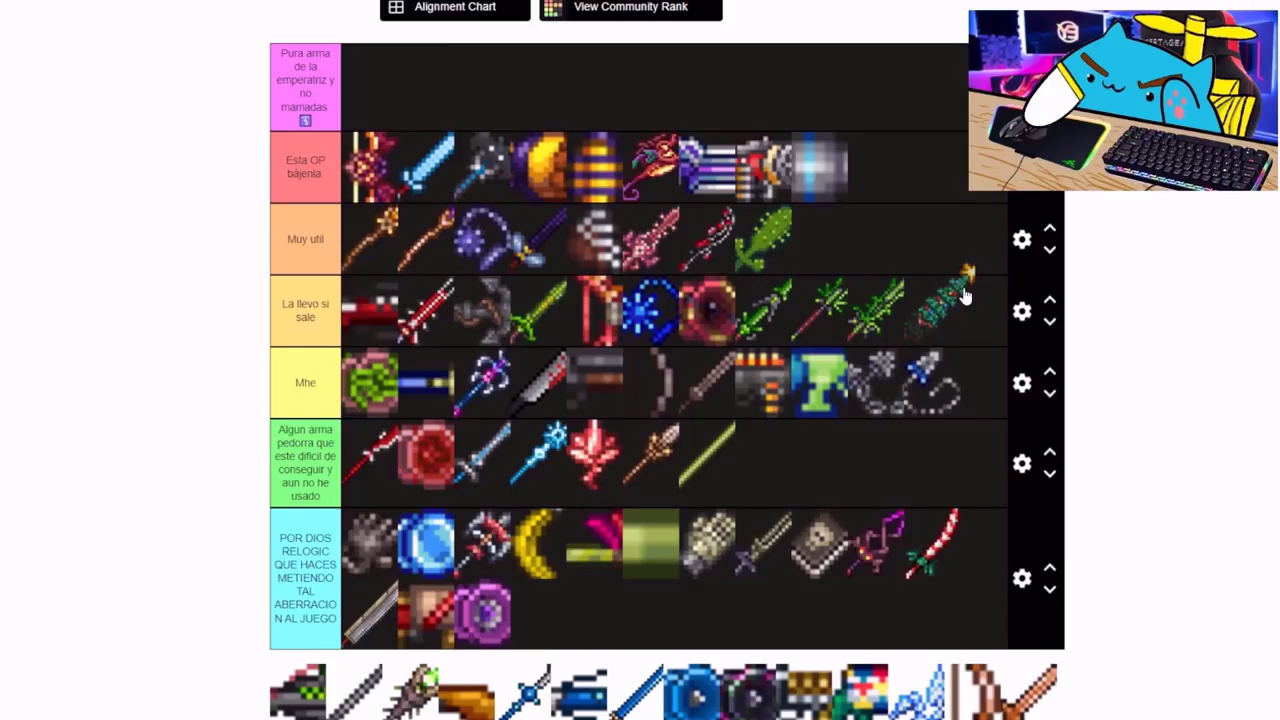 Alignment Chart
View Community Rank
Pura arma
de la
emperatriz y
no
mamadas
Esta OP
bájenla
Muy util
La llevo si
sale
Mhe
Algun arma
pedorra que
este dificil de
conseguir y
aun no he
usado
POR DIOS
RELOGIC
QUE HACES
METIENDO
TAL
ABERRACIO
N AL JUEGO